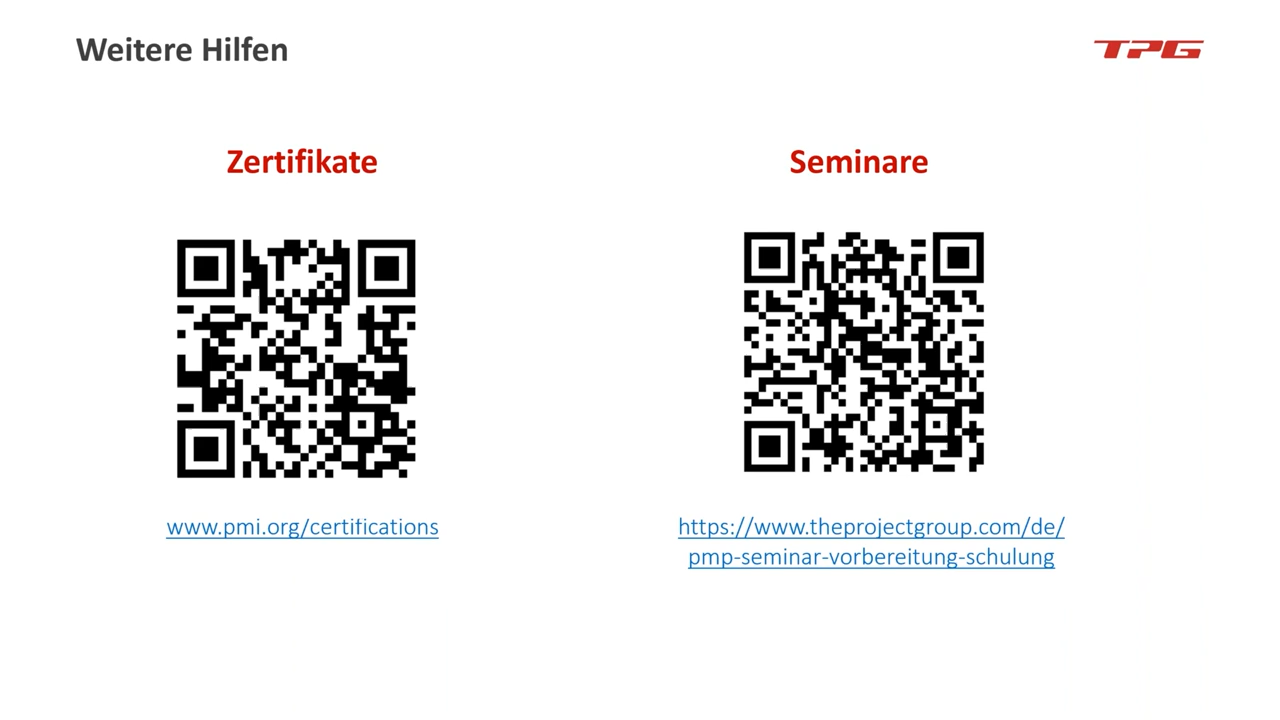 Weitere Hilfen
TPG
Zertifikate
Seminare
www.pmi.org/certifications
https://www.theprojectgroup.com/de/
pmp-seminar-vorbereitung-schulung